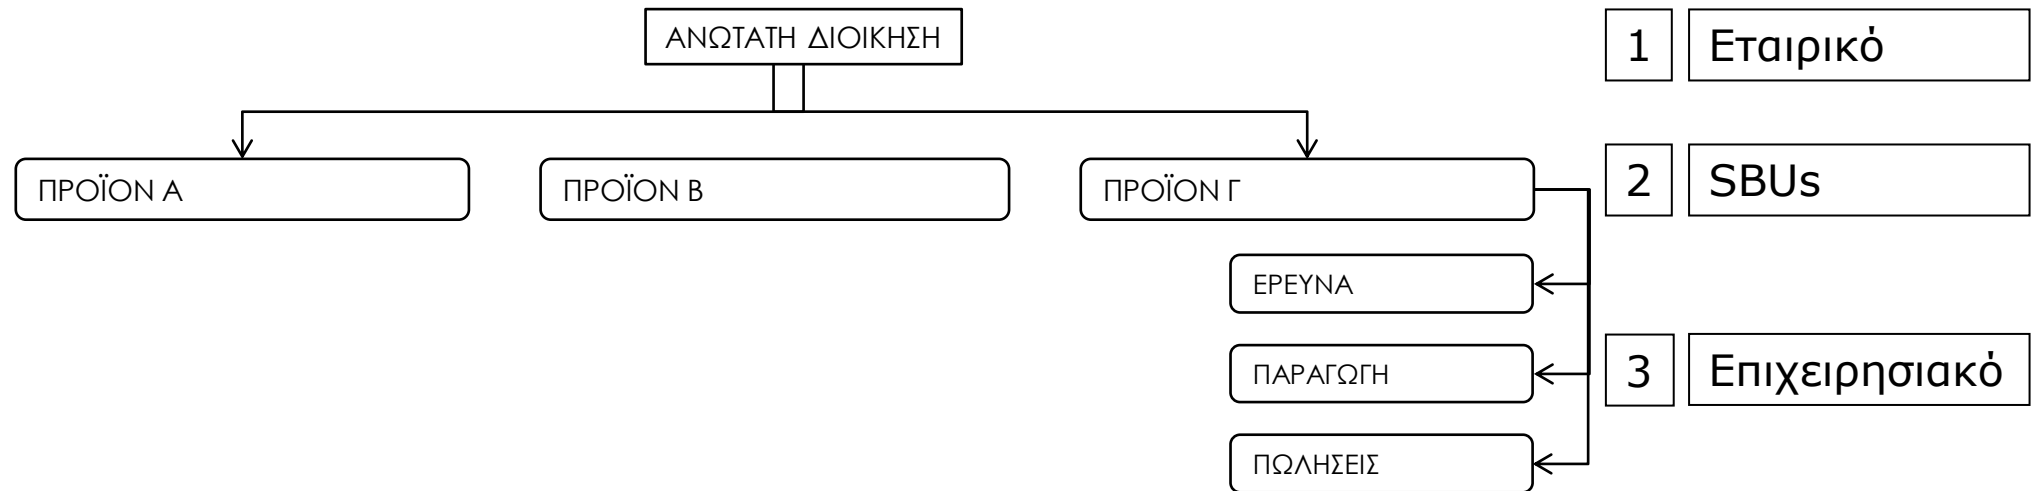 ΑΝΩΤΑΤΗ ΔΙΟΙΚΗΣΗ
1 Εταιρικό
ΠΡΟΪΟΝ Α
ΠΡΟΪΟΝ Β
ΠΡΟΪΟΝ Γ
2 SBUs
ΕΡΕΥΝΑ
ΠΑΡΑΓΩΓΗ
3 Επιχειρησιακό
ΠΩΛΗΣΕΙΣ